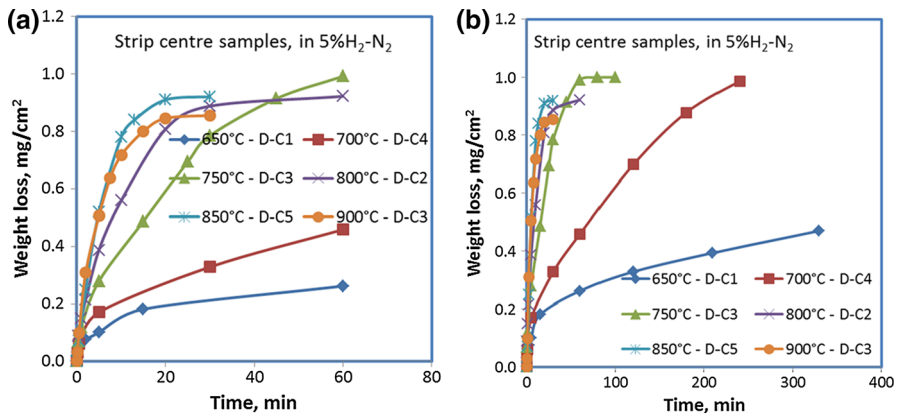 (a)
Strip centre samples, in 5%H₂-N₂
Weight loss, mg/cm²
1.2
1.0
0.8
0.6
0.4
0.2
0.0
650°C - D-C1
700°C - D-C4
750°C - D-C3
800°C - D-C2
850°C - D-C5
900°C - D-C3
0
20
40
60
80
Time, min
(b)
Strip centre samples, in 5%H₂-N₂
Weight loss, mg/cm²
1.2
1.0
0.8
0.6
0.4
0.2
0.0
650°C - D-C1
700°C - D-C4
750°C - D-C3
800°C - D-C2
850°C - D-C5
900°C - D-C3
0
100
200
300
400
Time, min